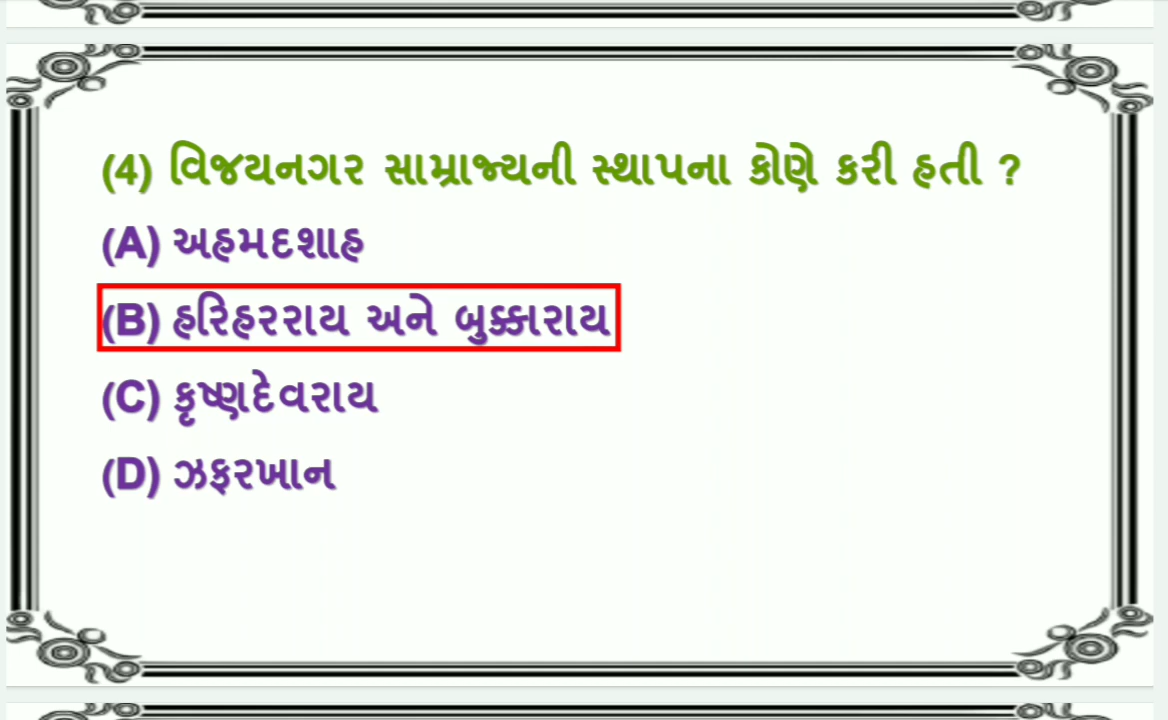 (4) વિજયનગર સામ્રાજ્યની સ્થાપના કોણે કરી હતી ?
(A) અહમદશાહ
(B) હરિહરરાય અને બુક્કારાય
(C) કૃષ્ણદેવરાય
(D) ઝફરખાન